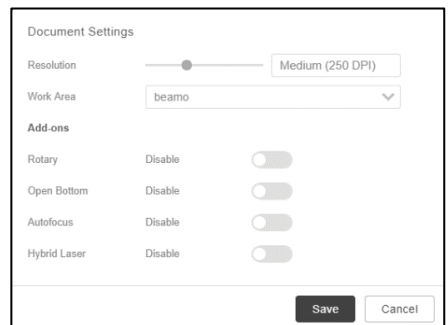 Document Settings
Resolution Medium (250 DPI)
Work Area beamo
Add-ons
Rotary Disable
Open Bottom Disable
Autofocus Disable
Hybrid Laser Disable
Save Cancel